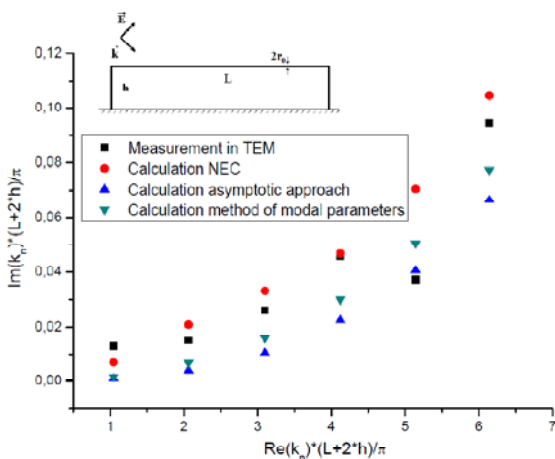 E
k
h
L
2r₀
Measurement in TEM
Calculation NEC
Calculation asymptotic approach
Calculation method of modal parameters
Im(kₙ)*(L+2*h)/π
0,12
0,10
0,08
0,06
0,04
0,02
0,00
0 1 2 3 4 5 6 7
Re(kₙ)*(L+2*h)/π